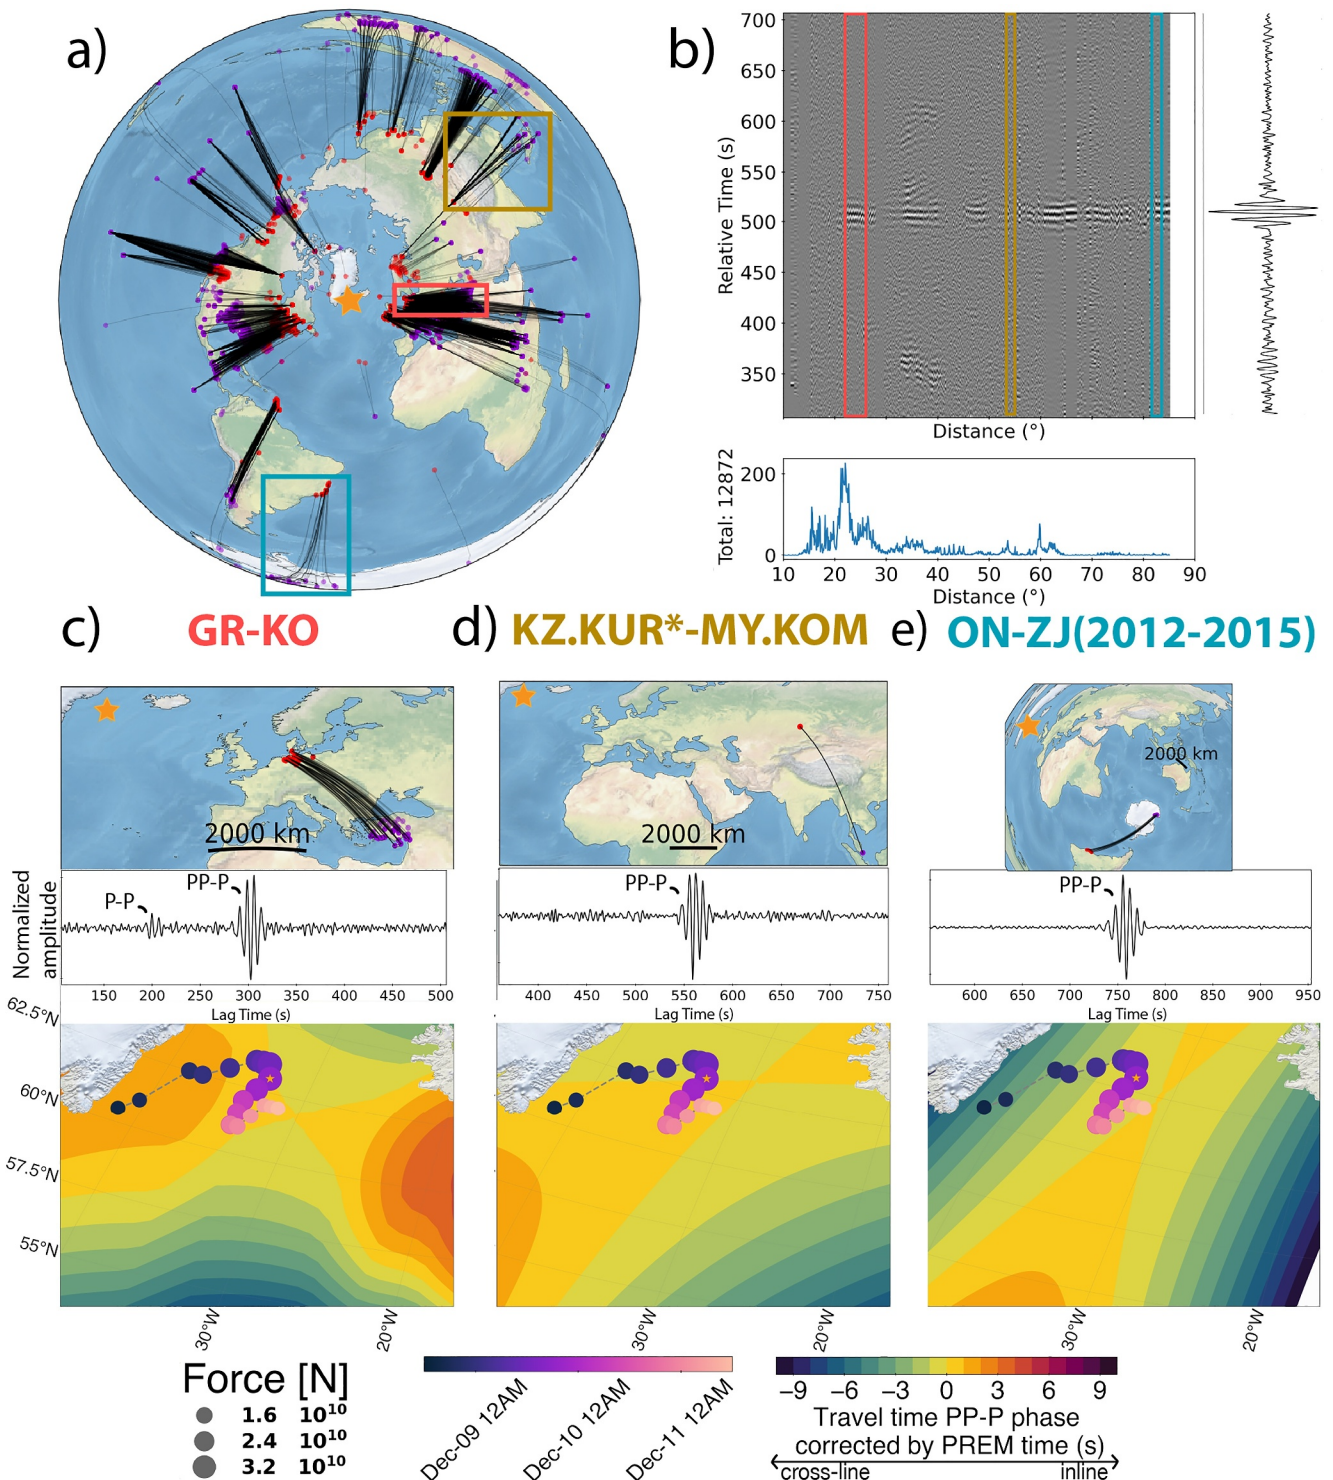 a)
b)
700
650
600
550
500
450
400
350
Relative Time (s)
Distance (°)
200
0
Total: 12872
10 20 30 40 50 60 70 80 90
Distance (°)
c) GR-KO
d) KZ.KUR*-MY.KOM
e) ON-ZJ(2012-2015)
2000 km
2000 km
2000 km
Normalized
amplitude
P-P
PP-P
PP-P
PP-P
150 200 250 300 350 400 450 500
Lag Time (s)
400 450 500 550 600 650 700 750
Lag Time (s)
600 650 700 750 800 850 900 950
Lag Time (s)
62.5°N
60°N
57.5°N
55°N
30°W 20°W
30°W 20°W
30°W 20°W
Force [N]
1.6 10¹⁰
2.4 10¹⁰
3.2 10¹⁰
Dec-09 12AM
Dec-10 12AM
Dec-11 12AM
−9 −6 −3 0 3 6 9
Travel time PP-P phase
corrected by PREM time (s)
cross-line inline